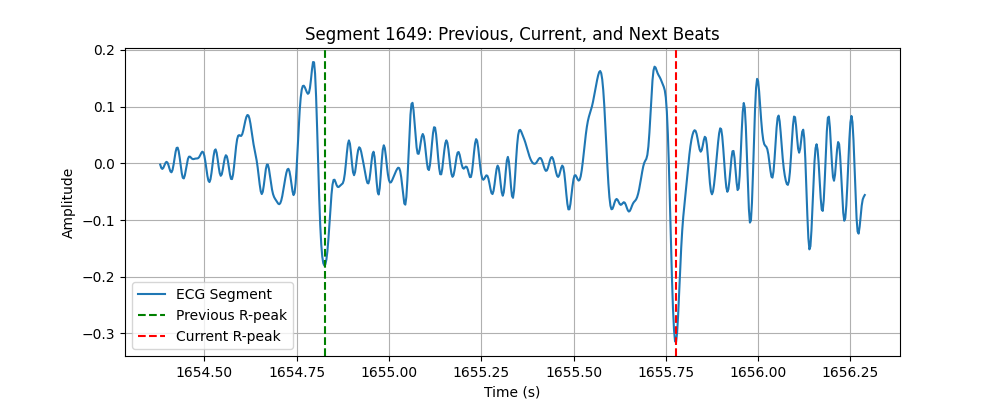 Segment 1649: Previous, Current, and Next Beats
0.2
0.1
0.0
−0.1
−0.2
−0.3
Amplitude
ECG Segment
Previous R-peak
Current R-peak
1654.50 1654.75 1655.00 1655.25 1655.50 1655.75 1656.00 1656.25
Time (s)